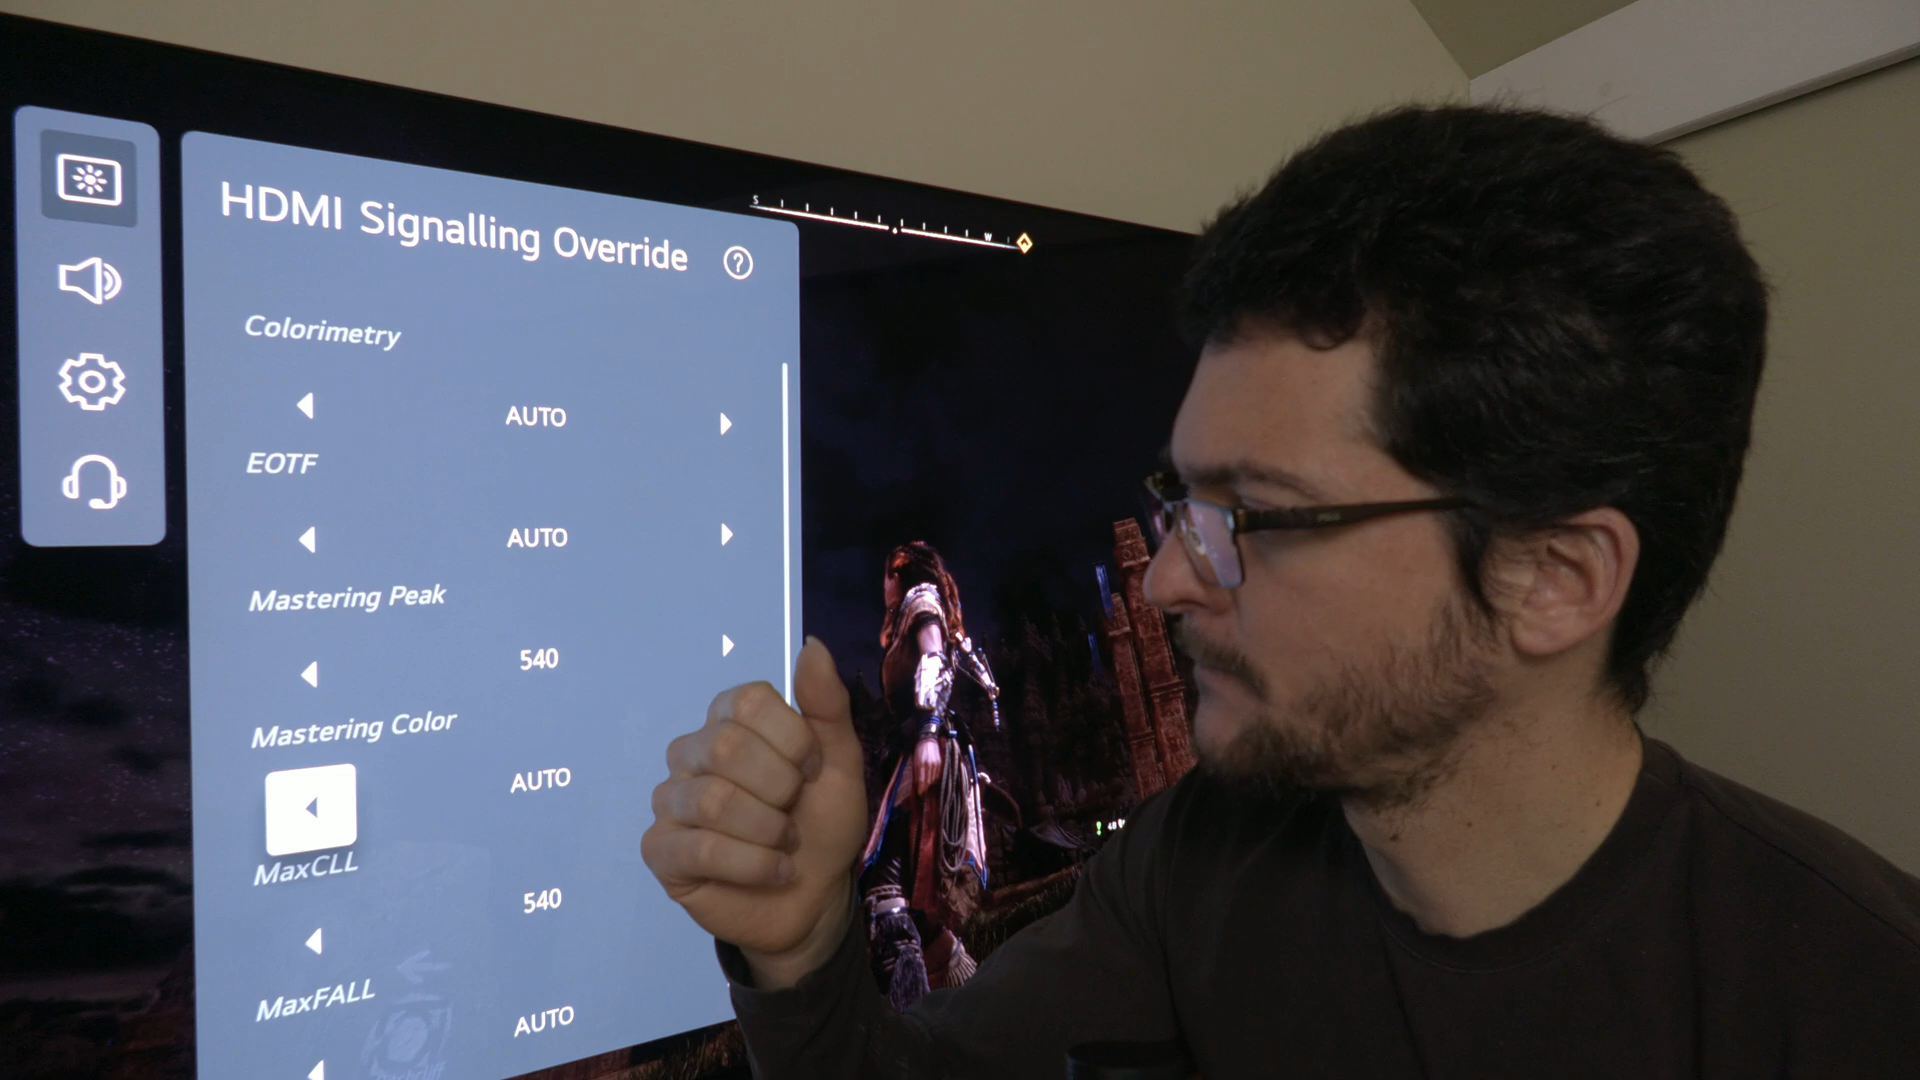 HDMI Signalling Override ?
S W
Colorimetry
AUTO
EOTF
AUTO
Mastering Peak
540
Mastering Color
AUTO
MaxCLL
540
MaxFALL
AUTO